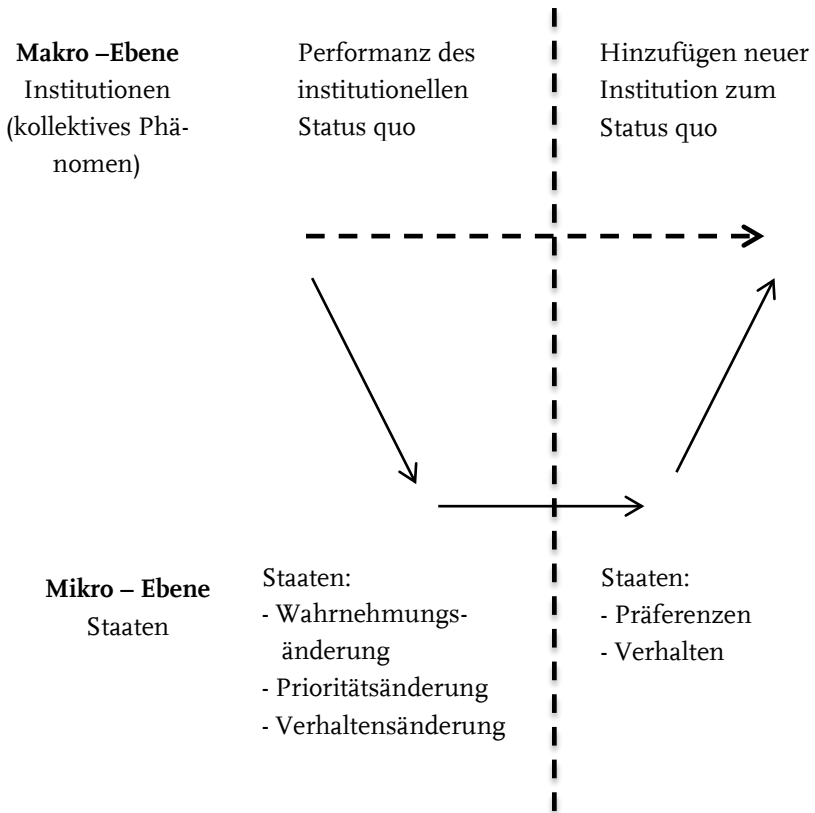 Makro –Ebene
Institutionen
(kollektives Phä-
nomen)
Performanz des
institutionellen
Status quo
Hinzufügen neuer
Institution zum
Status quo
Mikro – Ebene
Staaten
Staaten:
- Wahrnehmungs-
änderung
- Prioritätsänderung
- Verhaltensänderung
Staaten:
- Präferenzen
- Verhalten